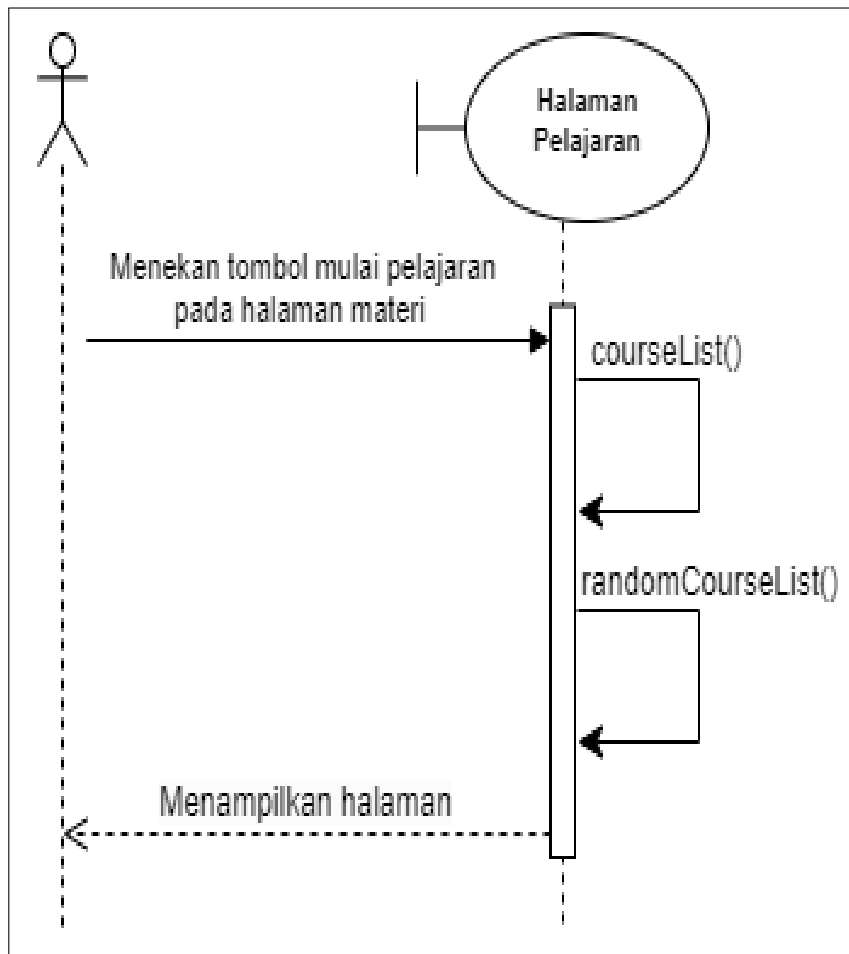 Halaman
Pelajaran
Menekan tombol mulai pelajaran
pada halaman materi
courseList()
randomCourseList()
Menampilkan halaman